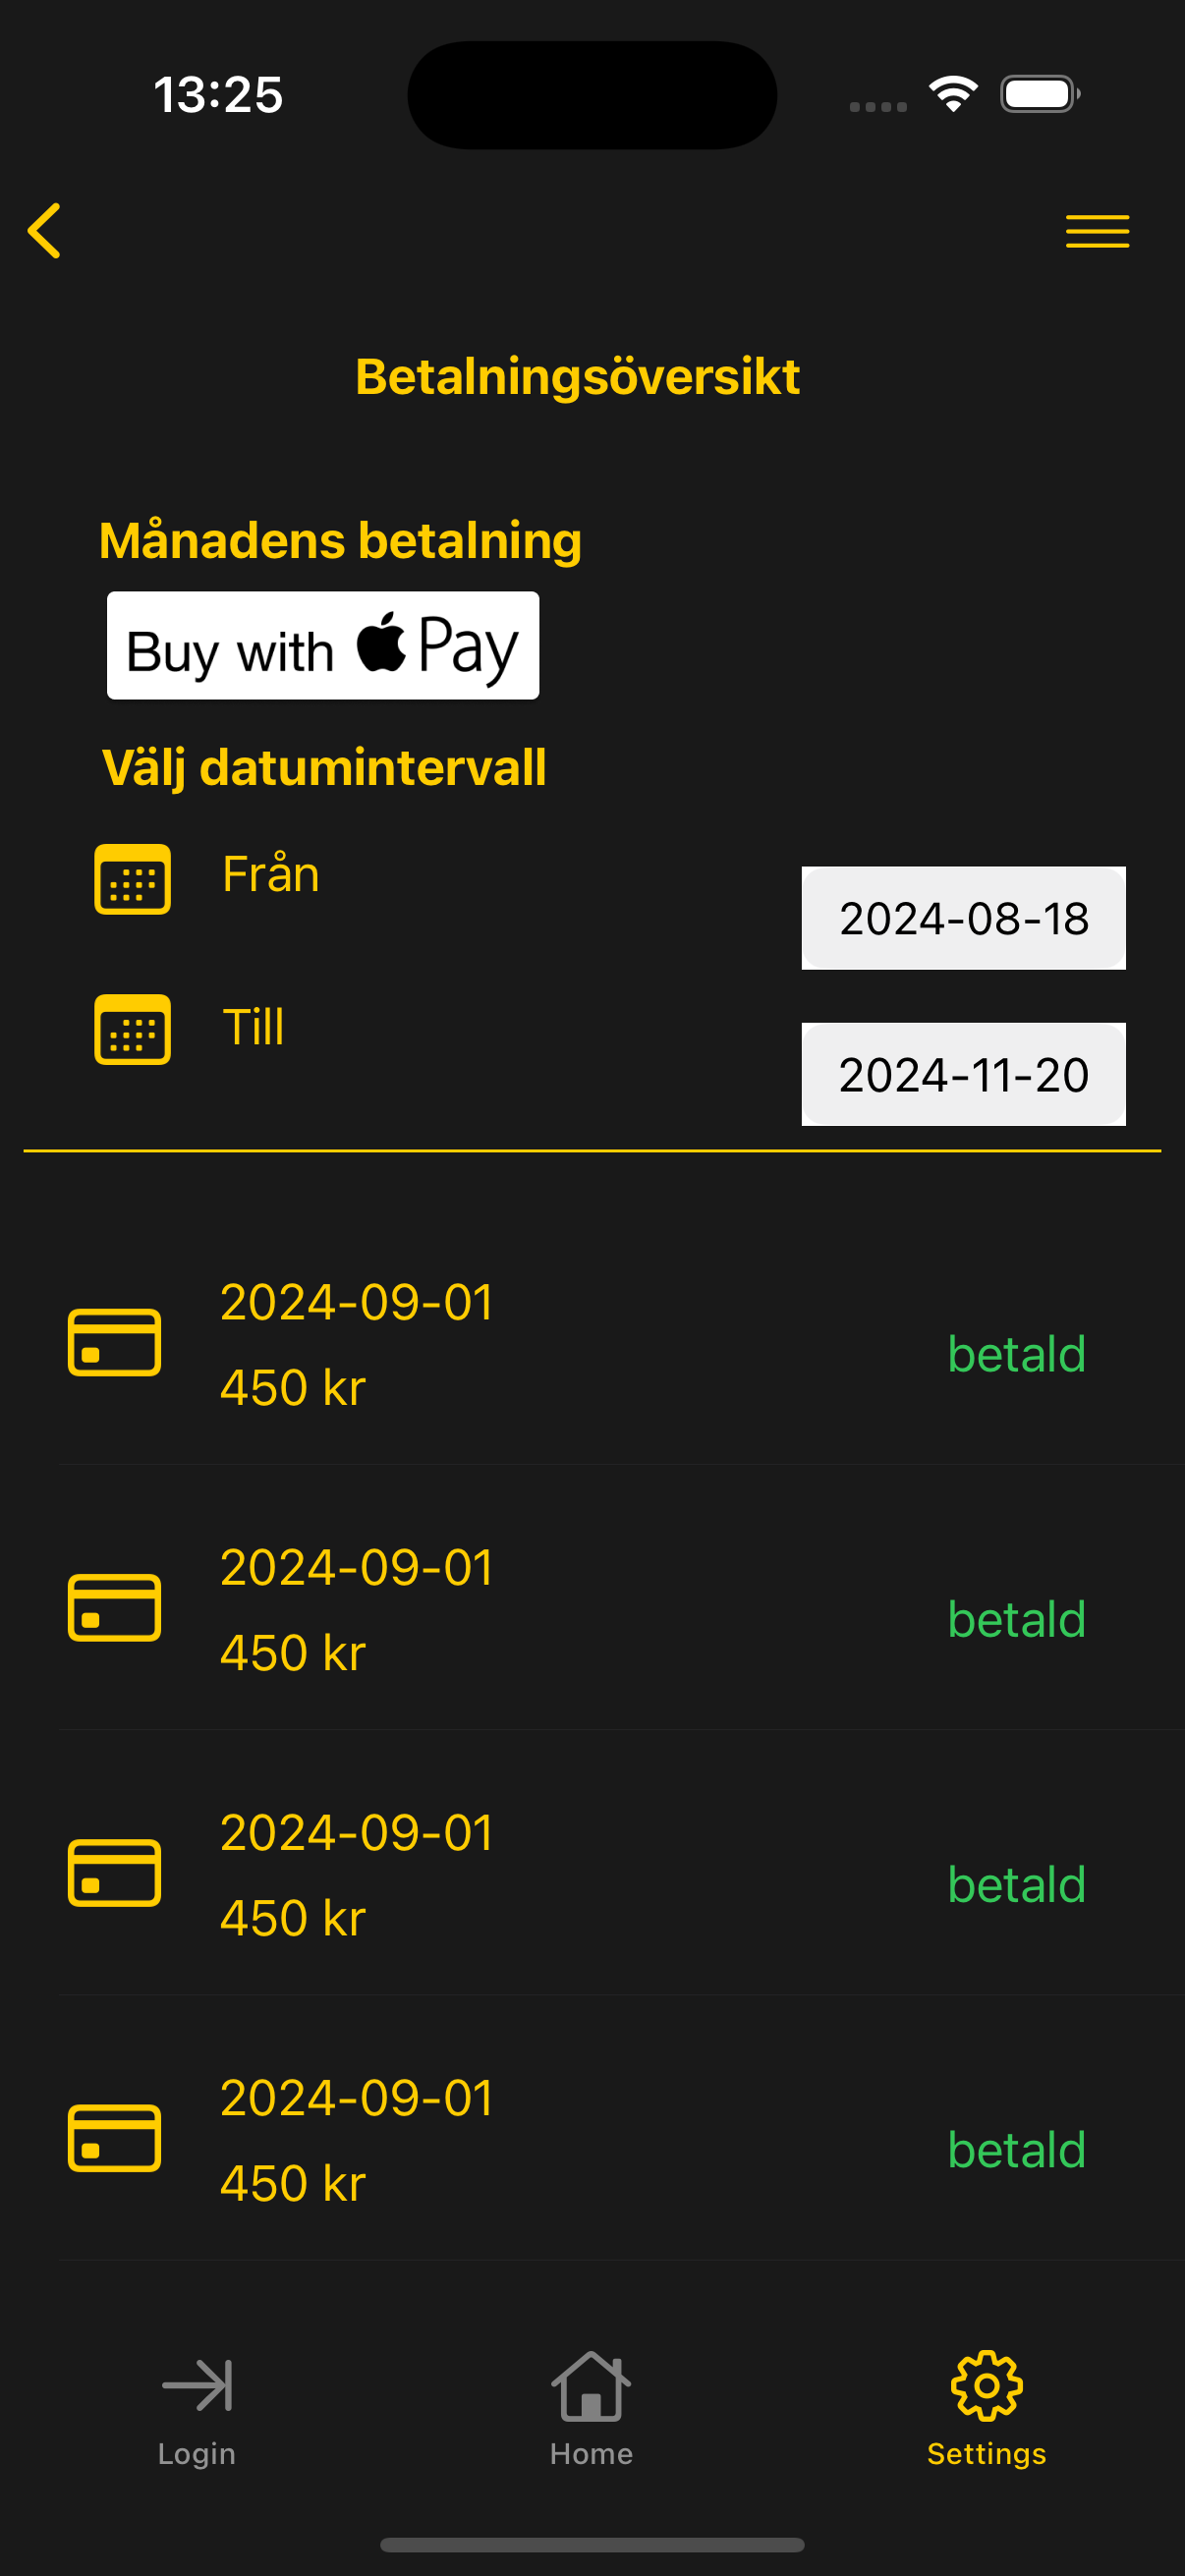 13:25
Betalningsöversikt
Månadens betalning
Buy with Pay
Välj datumintervall
Från
2024-08-18
Till
2024-11-20
2024-09-01
450 kr
betald
2024-09-01
450 kr
betald
2024-09-01
450 kr
betald
2024-09-01
450 kr
betald
Login
Home
Settings